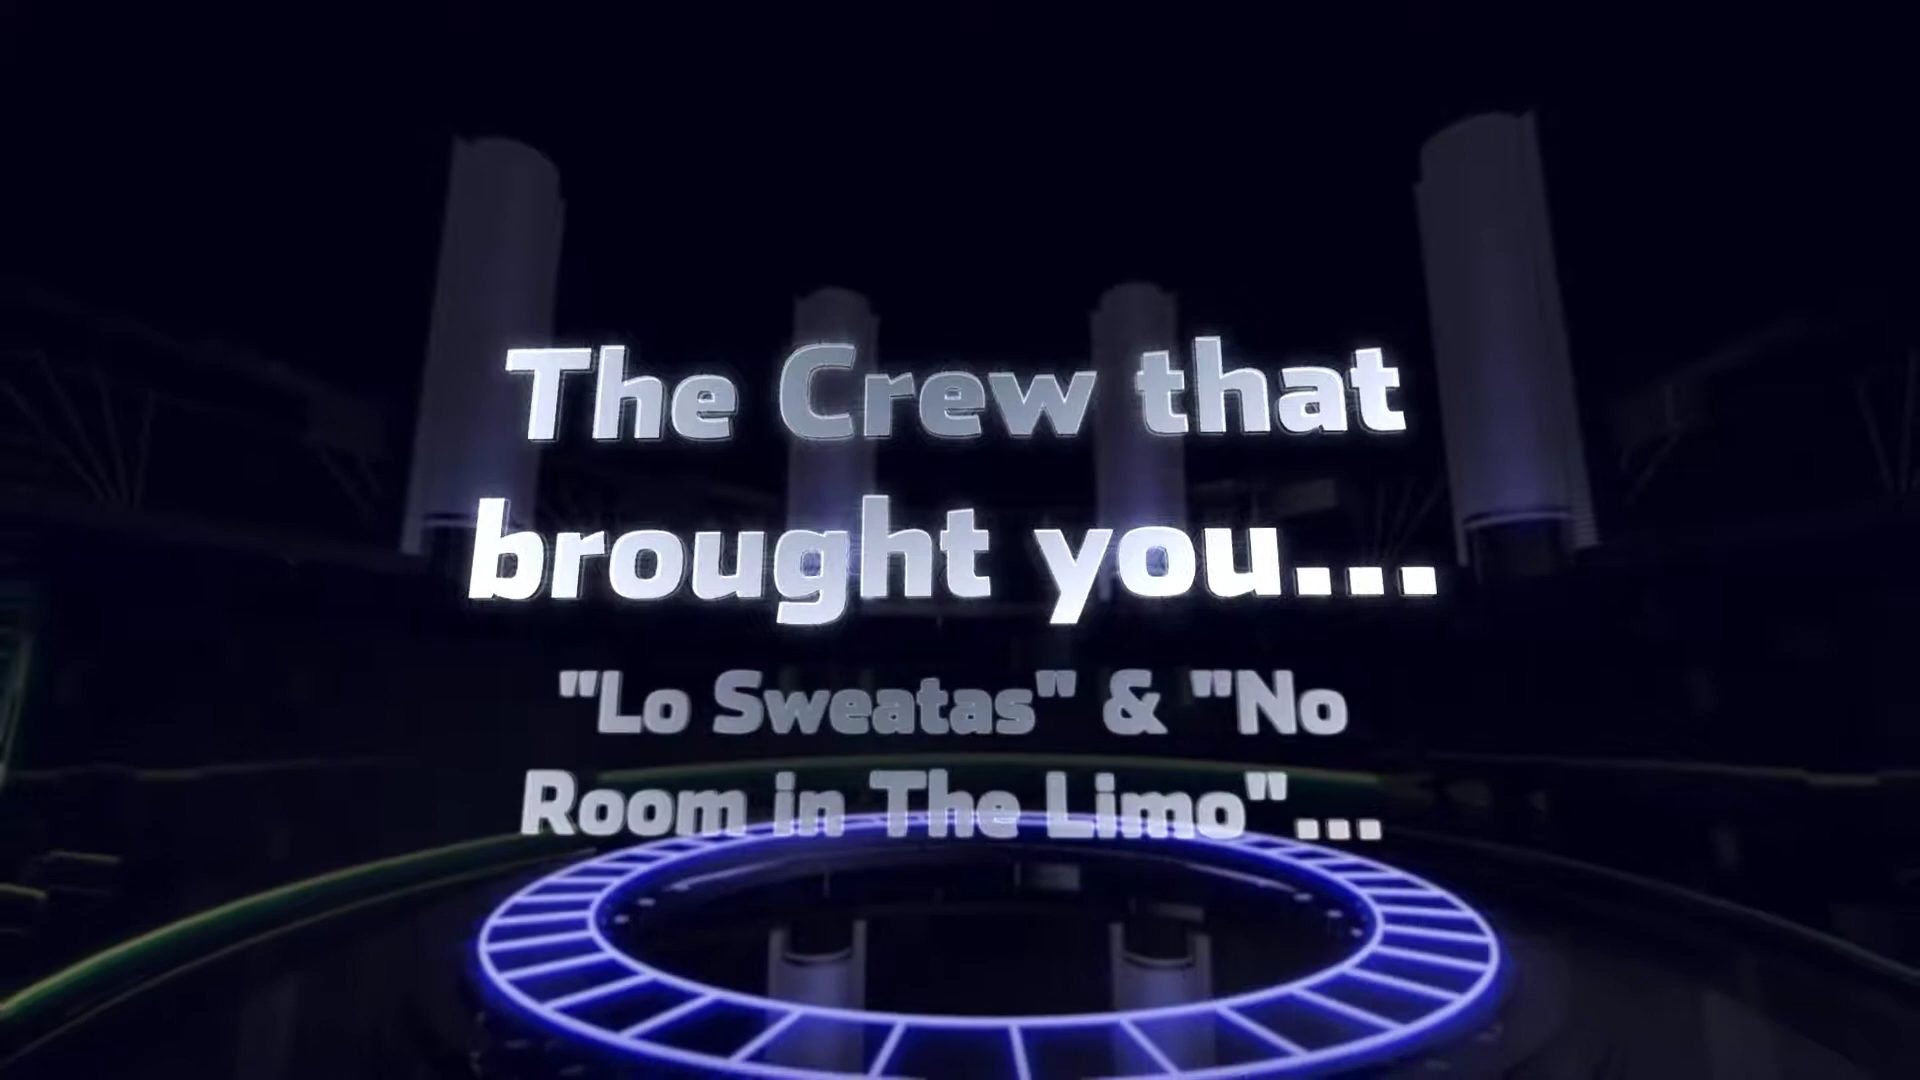 The Crew that
brought you...
"Lo Sweatas" & "No
Room in The Limo"...